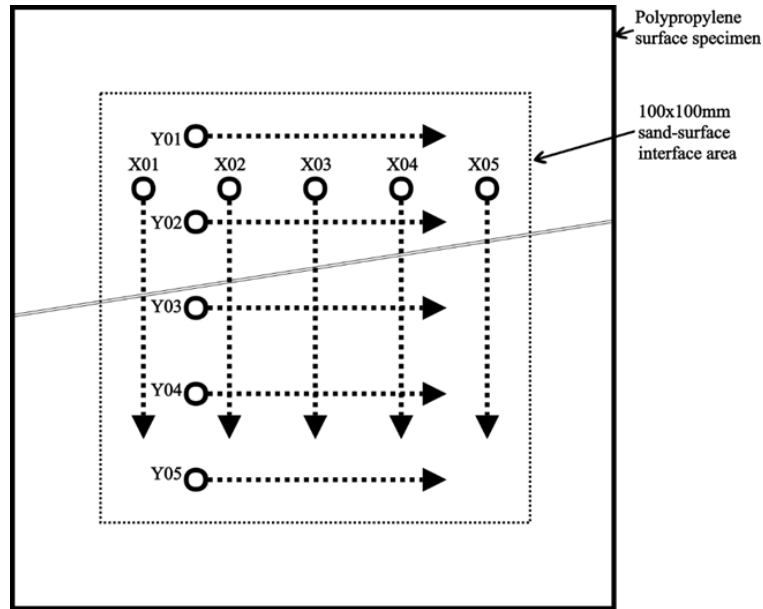 Polypropylene
surface specimen
100x100mm
sand-surface
interface area
Y01
X01 X02 X03 X04 X05
Y02
Y03
Y04
Y05